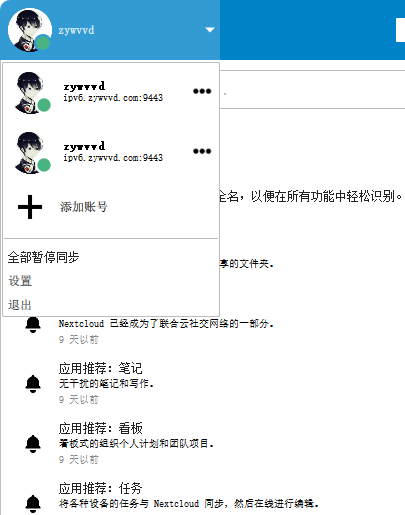 zywvvd
zywvvd
ipv6.zywvvd.com:9443
zywvvd
ipv6.zywvvd.com:9443
添加账号
全名，以便在所有功能中轻松识别。
全部暂停同步
享的文件夹。
设置
退出
Nextcloud 已经成为了联合云社交网络的一部分。
9 天以前
应用推荐：笔记
无干扰的笔记和写作。
9 天以前
应用推荐：看板
看板式的组织个人计划和团队项目。
9 天以前
应用推荐：任务
将各种设备的任务与 Nextcloud 同步，然后在线进行编辑。